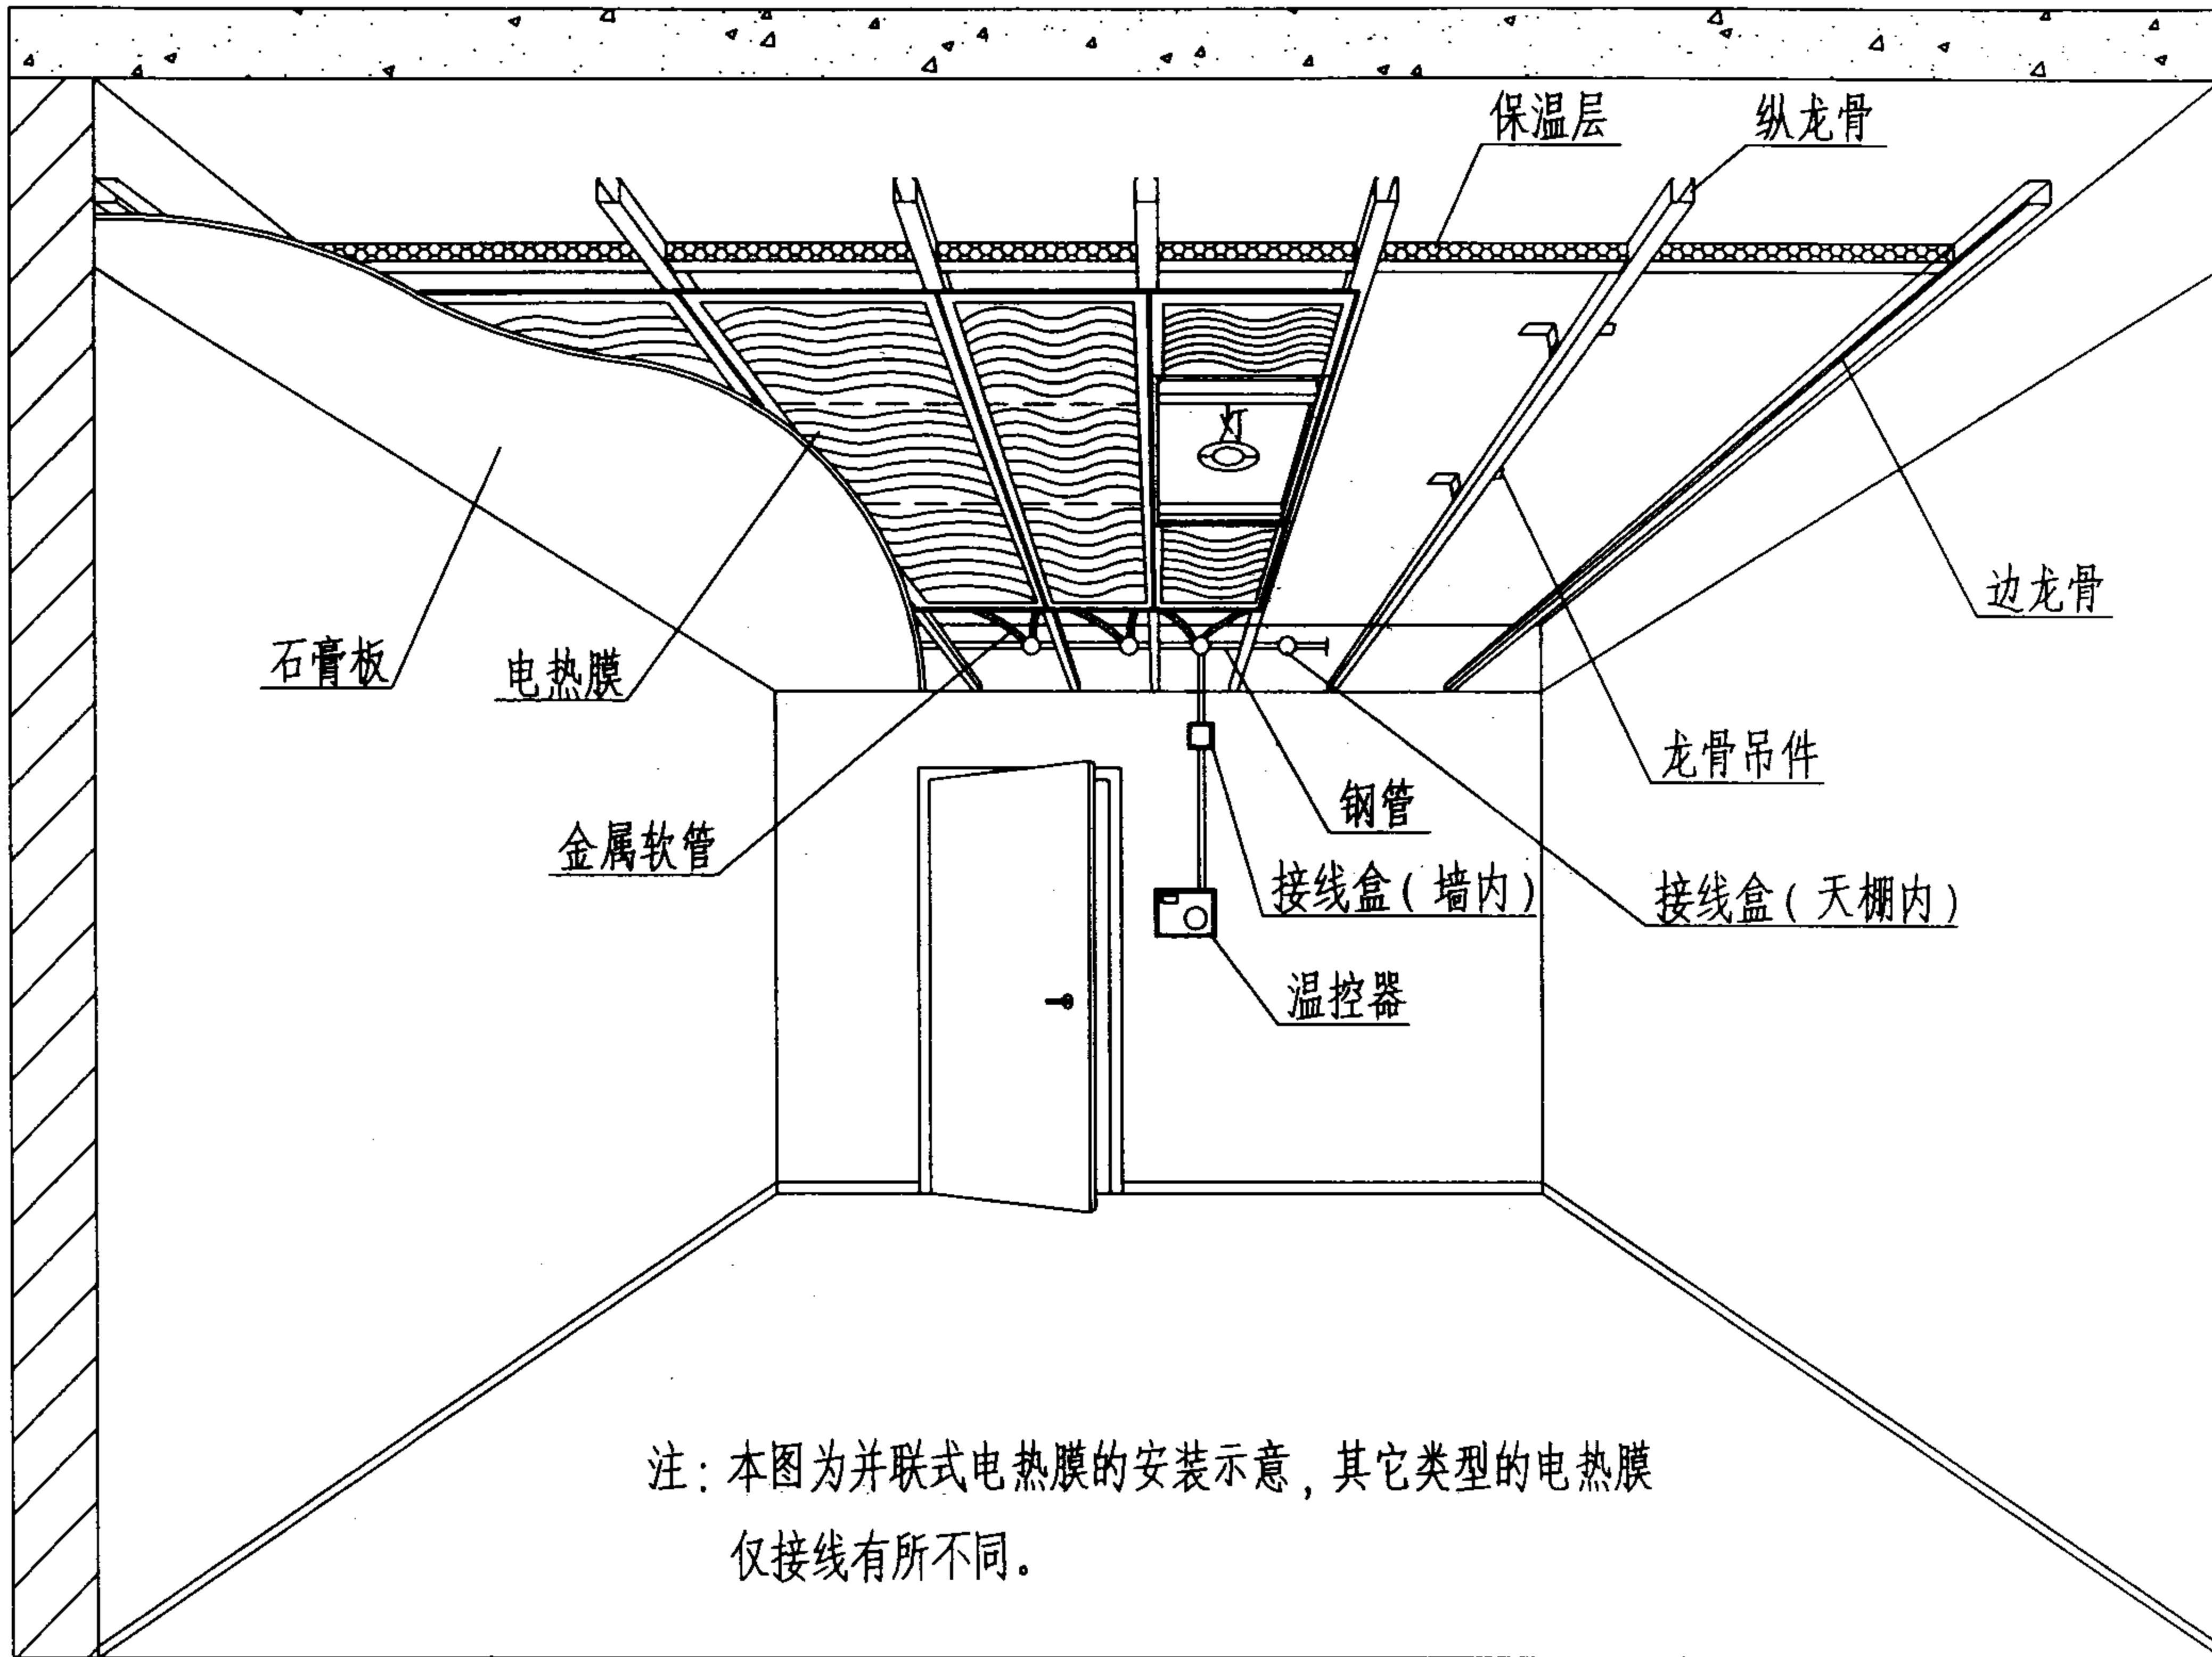 保温层
纵龙骨
边龙骨
石膏板
电热膜
灯
龙骨吊件
钢管
金属软管
接线盒(墙内)
接线盒(天棚内)
温控器
注:本图为并联式电热膜的安装示意,其它类型的电热膜
仅接线有所不同。